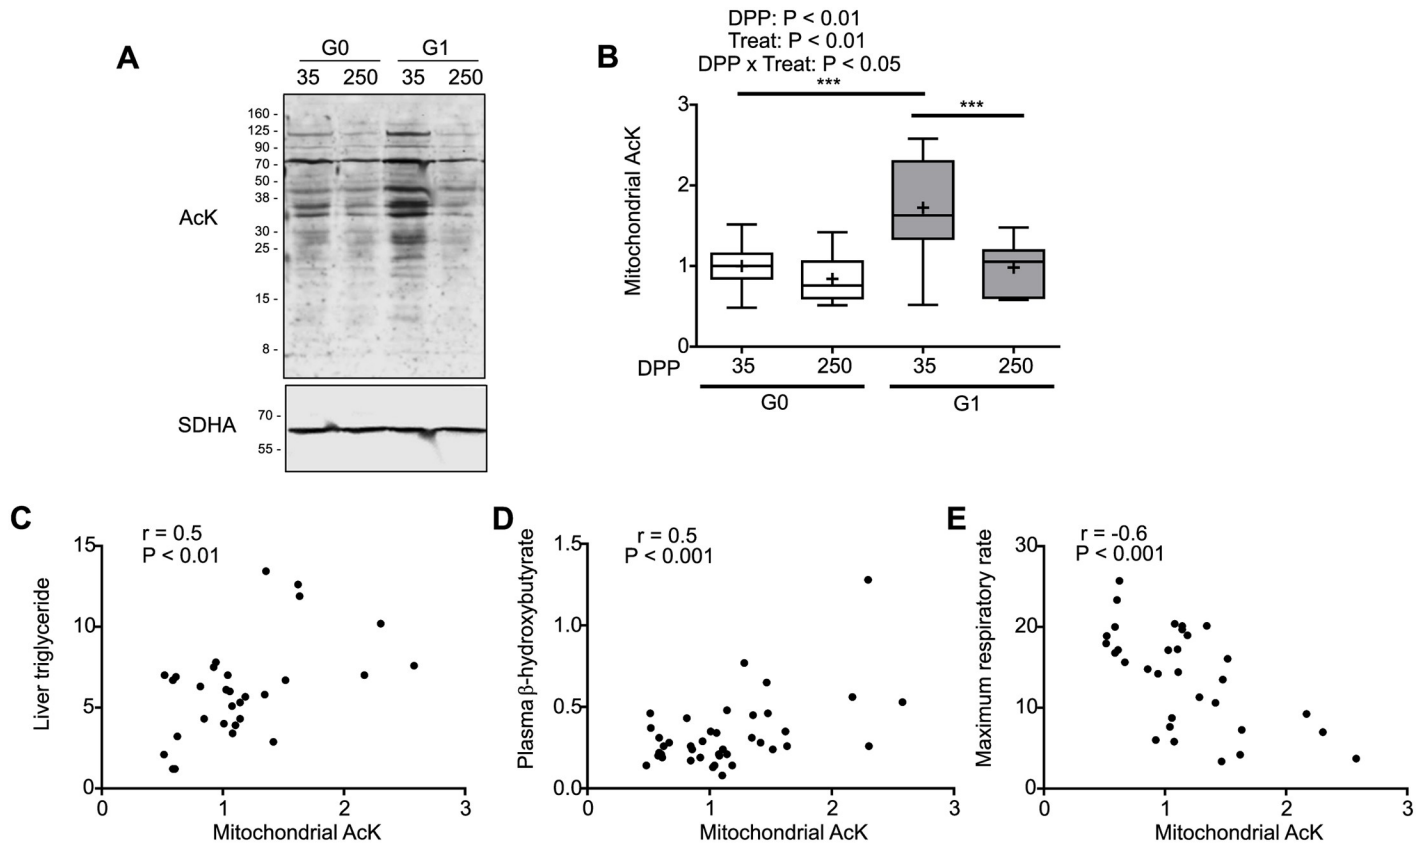 A
G0 G1
35 250 35 250
160 -
125 -
90 -
70 -
50 -
38 -
30 -
25 -
15 -
8 -
AcK
70 -
55 -
SDHA
B
DPP: P < 0.01
Treat: P < 0.01
DPP x Treat: P < 0.05
***
***
Mitochondrial AcK
3
2
1
0
DPP 35 250 35 250
G0 G1
C
r = 0.5
P < 0.01
Liver triglyceride
15
10
5
0
0 1 2 3
Mitochondrial AcK
D
r = 0.5
P < 0.001
Plasma β-hydroxybutyrate
1.5
1.0
0.5
0.0
0 1 2 3
Mitochondrial AcK
E
r = -0.6
P < 0.001
Maximum respiratory rate
30
20
10
0
0 1 2 3
Mitochondrial AcK